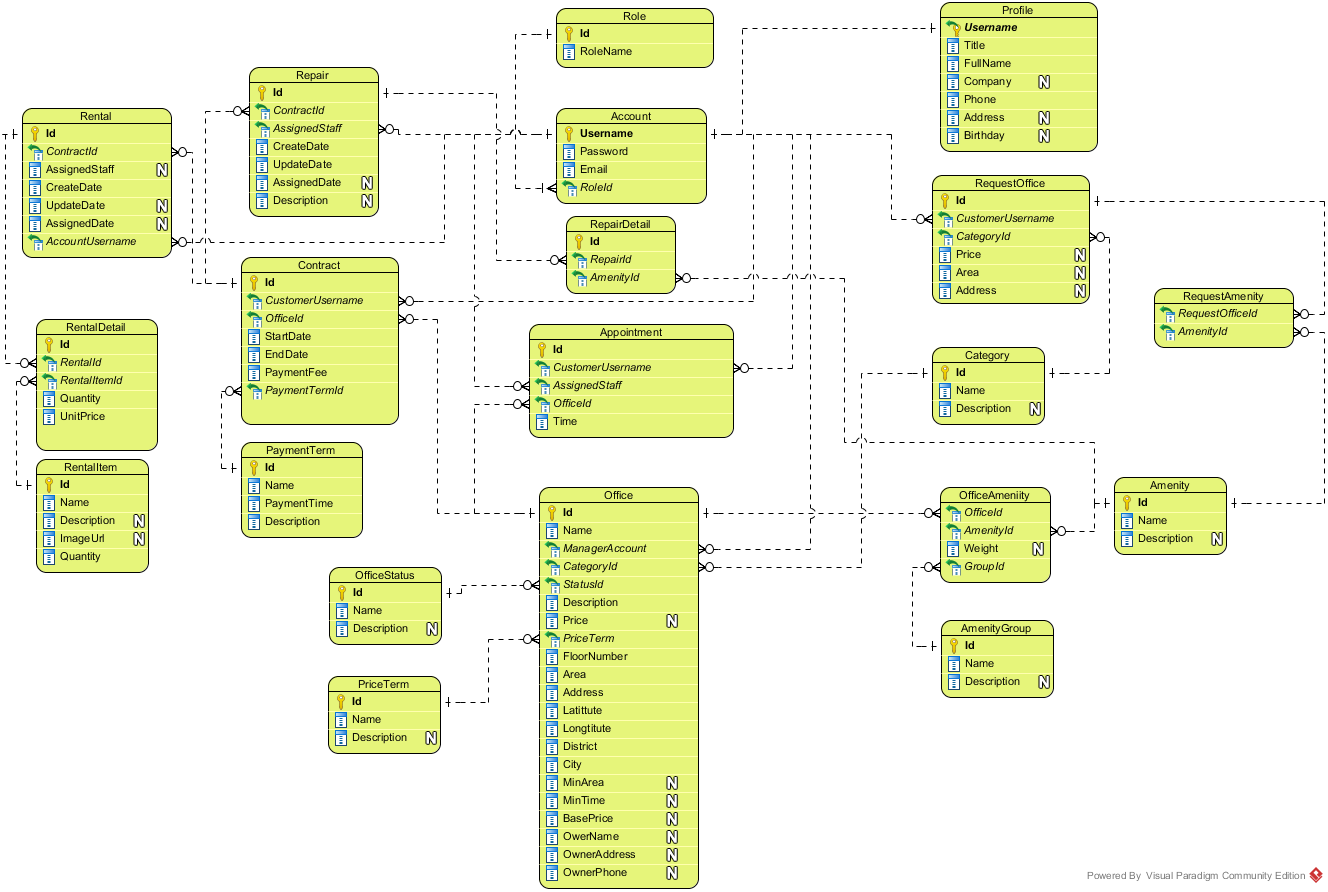 Role
Id
RoleName
Profile
Username
Title
FullName
Company N
Phone
Address N
Birthday N
Repair
Id
ContractId
AssignedStaff
CreateDate
UpdateDate
AssignedDate N
Description N
Rental
Id
ContractId
AssignedStaff N
CreateDate
UpdateDate N
AssignedDate N
AccountUsername
Account
Username
Password
Email
RoleId
RequestOffice
Id
CustomerUsername
CategoryId
Price N
Area N
Address N
RepairDetail
Id
RepairId
AmenityId
Contract
Id
CustomerUsername
OfficeId
StartDate
EndDate
PaymentFee
PaymentTermId
RequestAmenity
RequestOfficeId
AmenityId
RentalDetail
Id
RentalId
RentalItemId
Quantity
UnitPrice
Appointment
Id
CustomerUsername
AssignedStaff
OfficeId
Time
Category
Id
Name
Description N
PaymentTerm
Id
Name
PaymentTime
Description
RentalItem
Id
Name
Description N
ImageUrl N
Quantity
Office
Id
Name
ManagerAccount
CategoryId
StatusId
Description
Price N
PriceTerm
FloorNumber
Area
Address
Latittute
Longtitute
District
City
MinArea N
MinTime N
BasePrice N
OwerName N
OwnerAddress N
OwnerPhone N
OfficeAmeniity
OfficeId
AmenityId
Weight N
GroupId
Amenity
Id
Name
Description N
OfficeStatus
Id
Name
Description N
AmenityGroup
Id
Name
Description N
PriceTerm
Id
Name
Description N
Powered By Visual Paradigm Community Edition